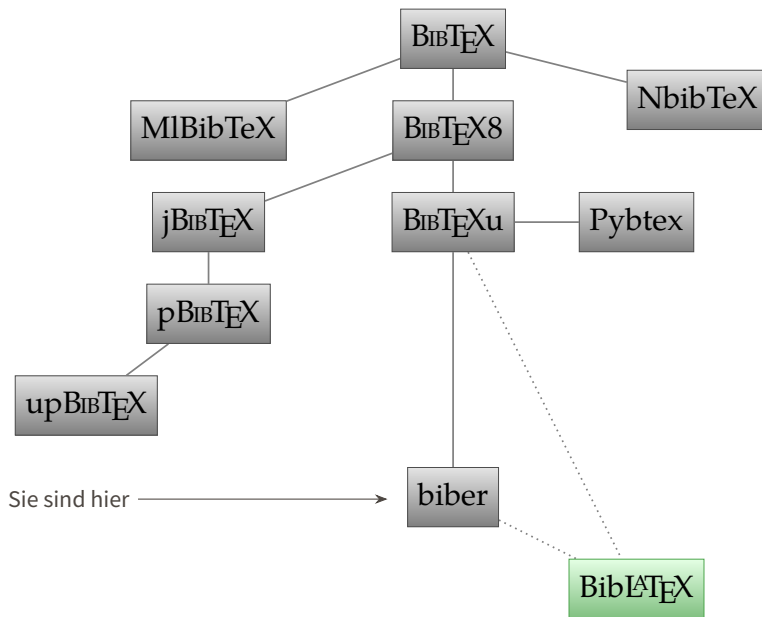 BIBTEX
NbibTeX
MlBibTeX
BIBTEX8
jBIBTEX
BIBTEXu
Pybtex
pBIBTEX
upBIBTEX
biber
Sie sind hier
BibLATEX